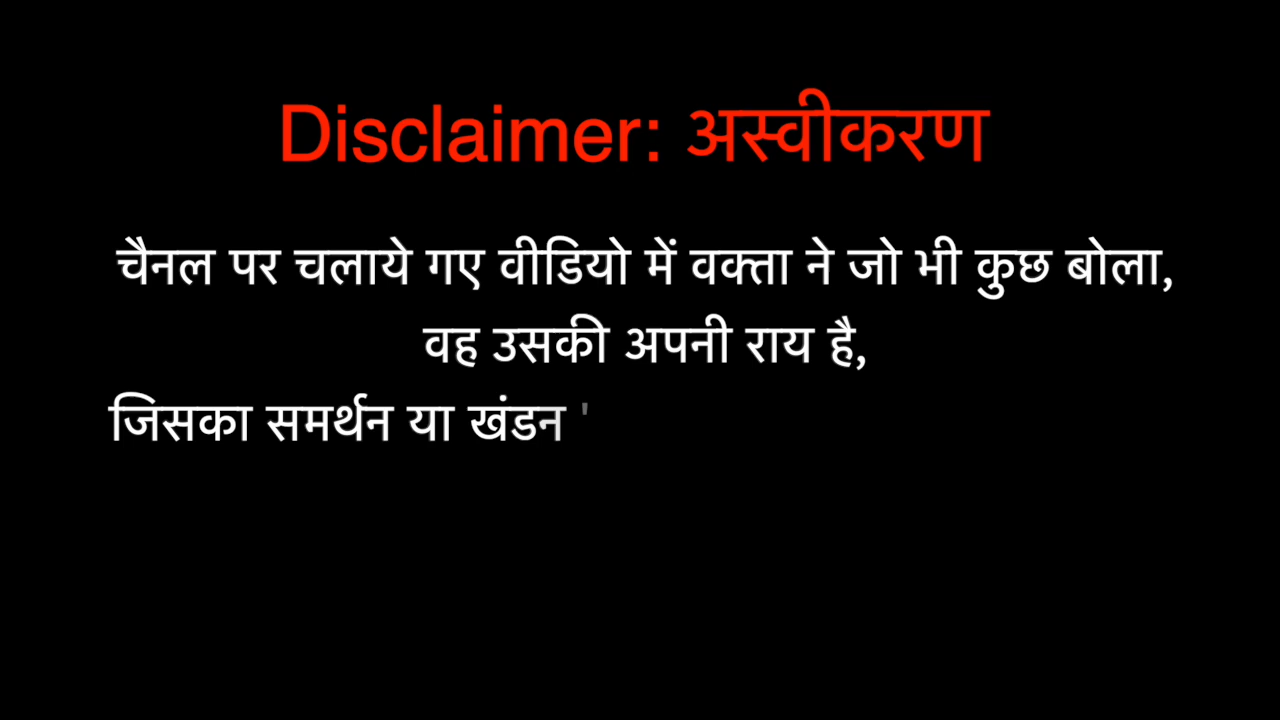 Disclaimer: अस्वीकरण
चैनल पर चलाये गए वीडियो में वक्ता ने जो भी कुछ बोला,
वह उसकी अपनी राय है,
जिसका समर्थन या खंडन '